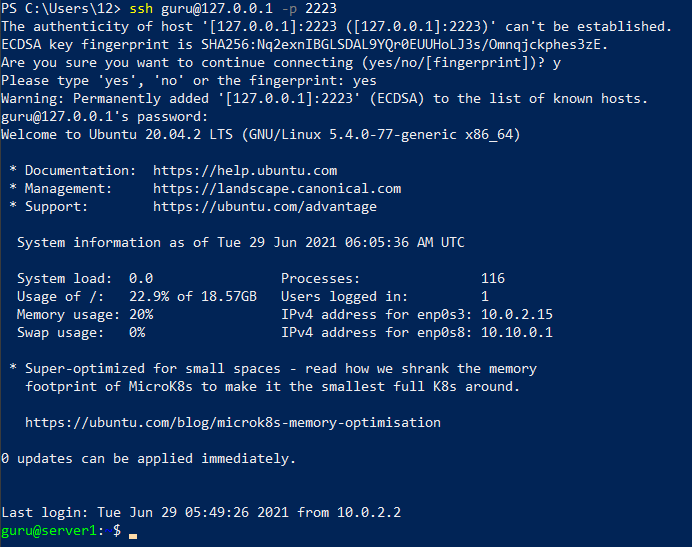 PS C:\Users\12> ssh guru@127.0.0.1 -p 2223
The authenticity of host '[127.0.0.1]:2223 ([127.0.0.1]:2223)' can't be established.
ECDSA key fingerprint is SHA256:Nq2exnIBGLSDAL9YQr0EUUHoLJ3s/Omnqjckphes3zE.
Are you sure you want to continue connecting (yes/no/[fingerprint])? y
Please type 'yes', 'no' or the fingerprint: yes
Warning: Permanently added '[127.0.0.1]:2223' (ECDSA) to the list of known hosts.
guru@127.0.0.1's password:
Welcome to Ubuntu 20.04.2 LTS (GNU/Linux 5.4.0-77-generic x86_64)
* Documentation: https://help.ubuntu.com
* Management: https://landscape.canonical.com
* Support: https://ubuntu.com/advantage
System information as of Tue 29 Jun 2021 06:05:36 AM UTC
System load: 0.0 Processes: 116
Usage of /: 22.9% of 18.57GB Users logged in: 1
Memory usage: 20% IPv4 address for enp0s3: 10.0.2.15
Swap usage: 0% IPv4 address for enp0s8: 10.10.0.1
* Super-optimized for small spaces - read how we shrank the memory
footprint of MicroK8s to make it the smallest full K8s around.
https://ubuntu.com/blog/microk8s-memory-optimisation
0 updates can be applied immediately.
Last login: Tue Jun 29 05:49:26 2021 from 10.0.2.2
guru@server1: $